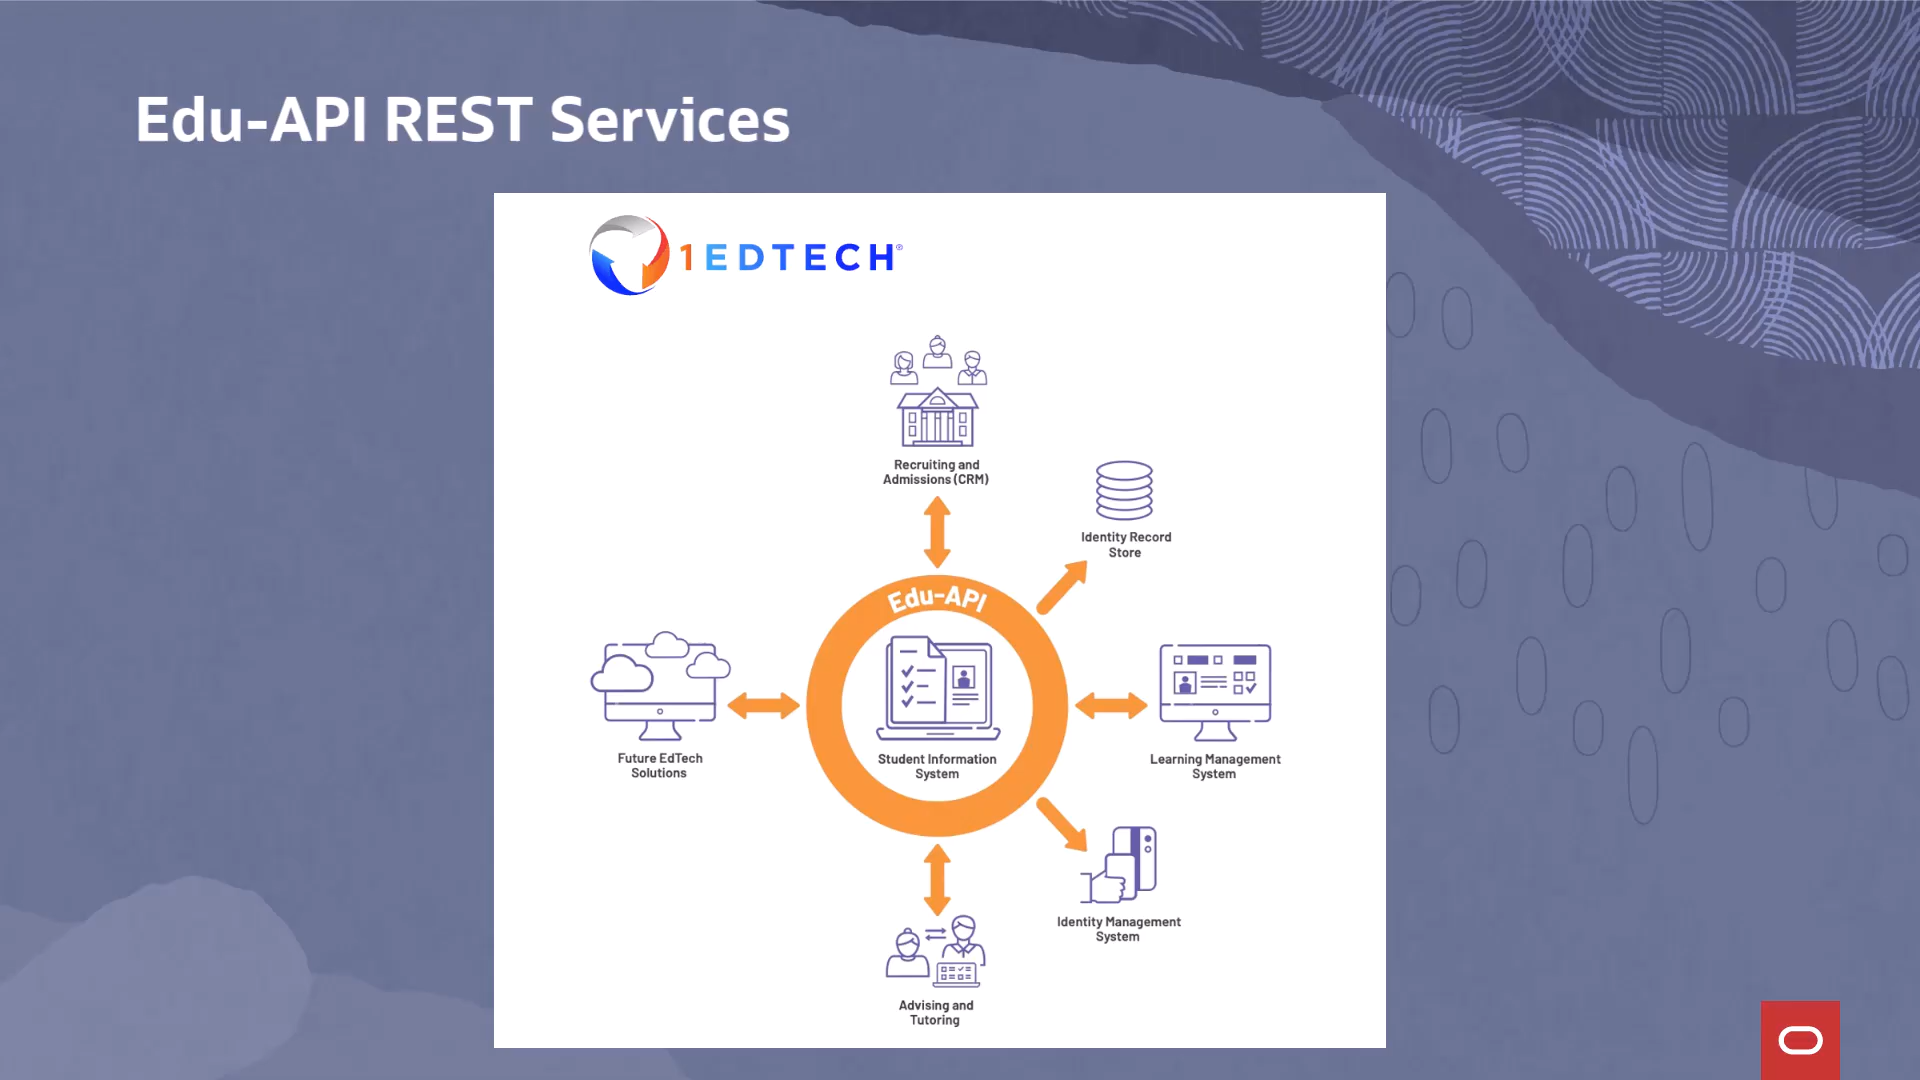 Edu-API REST Services
1EDTECH®
Recruiting and
Admissions (CRM)
Identity Record
Store
Edu-API
Future EdTech
Solutions
Student Information
System
Learning Management
System
Identity Management
System
Advising and
Tutoring